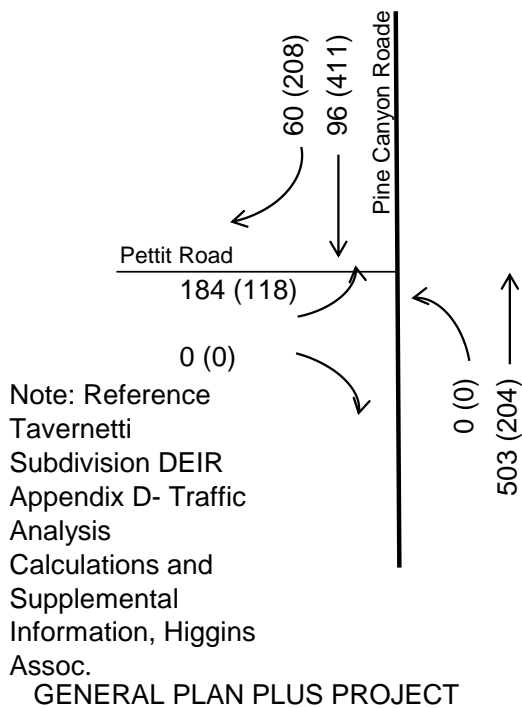 60 (208)
96 (411)
Pine Canyon Roade
Pettit Road
184 (118)
0 (0)
0 (0)
503 (204)
Note: Reference
Tavernetti
Subdivision DEIR
Appendix D- Traffic
Analysis
Calculations and
Supplemental
Information, Higgins
Assoc.
GENERAL PLAN PLUS PROJECT